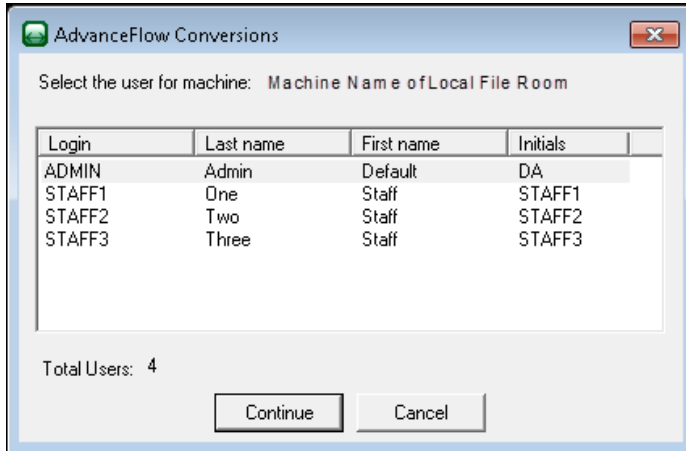 AdvanceFlow Conversions
Select the user for machine: Machine Name of Local File Room
Login Last name First name Initials
ADMIN Admin Default DA
STAFF1 One Staff STAFF1
STAFF2 Two Staff STAFF2
STAFF3 Three Staff STAFF3
Total Users: 4
Continue Cancel